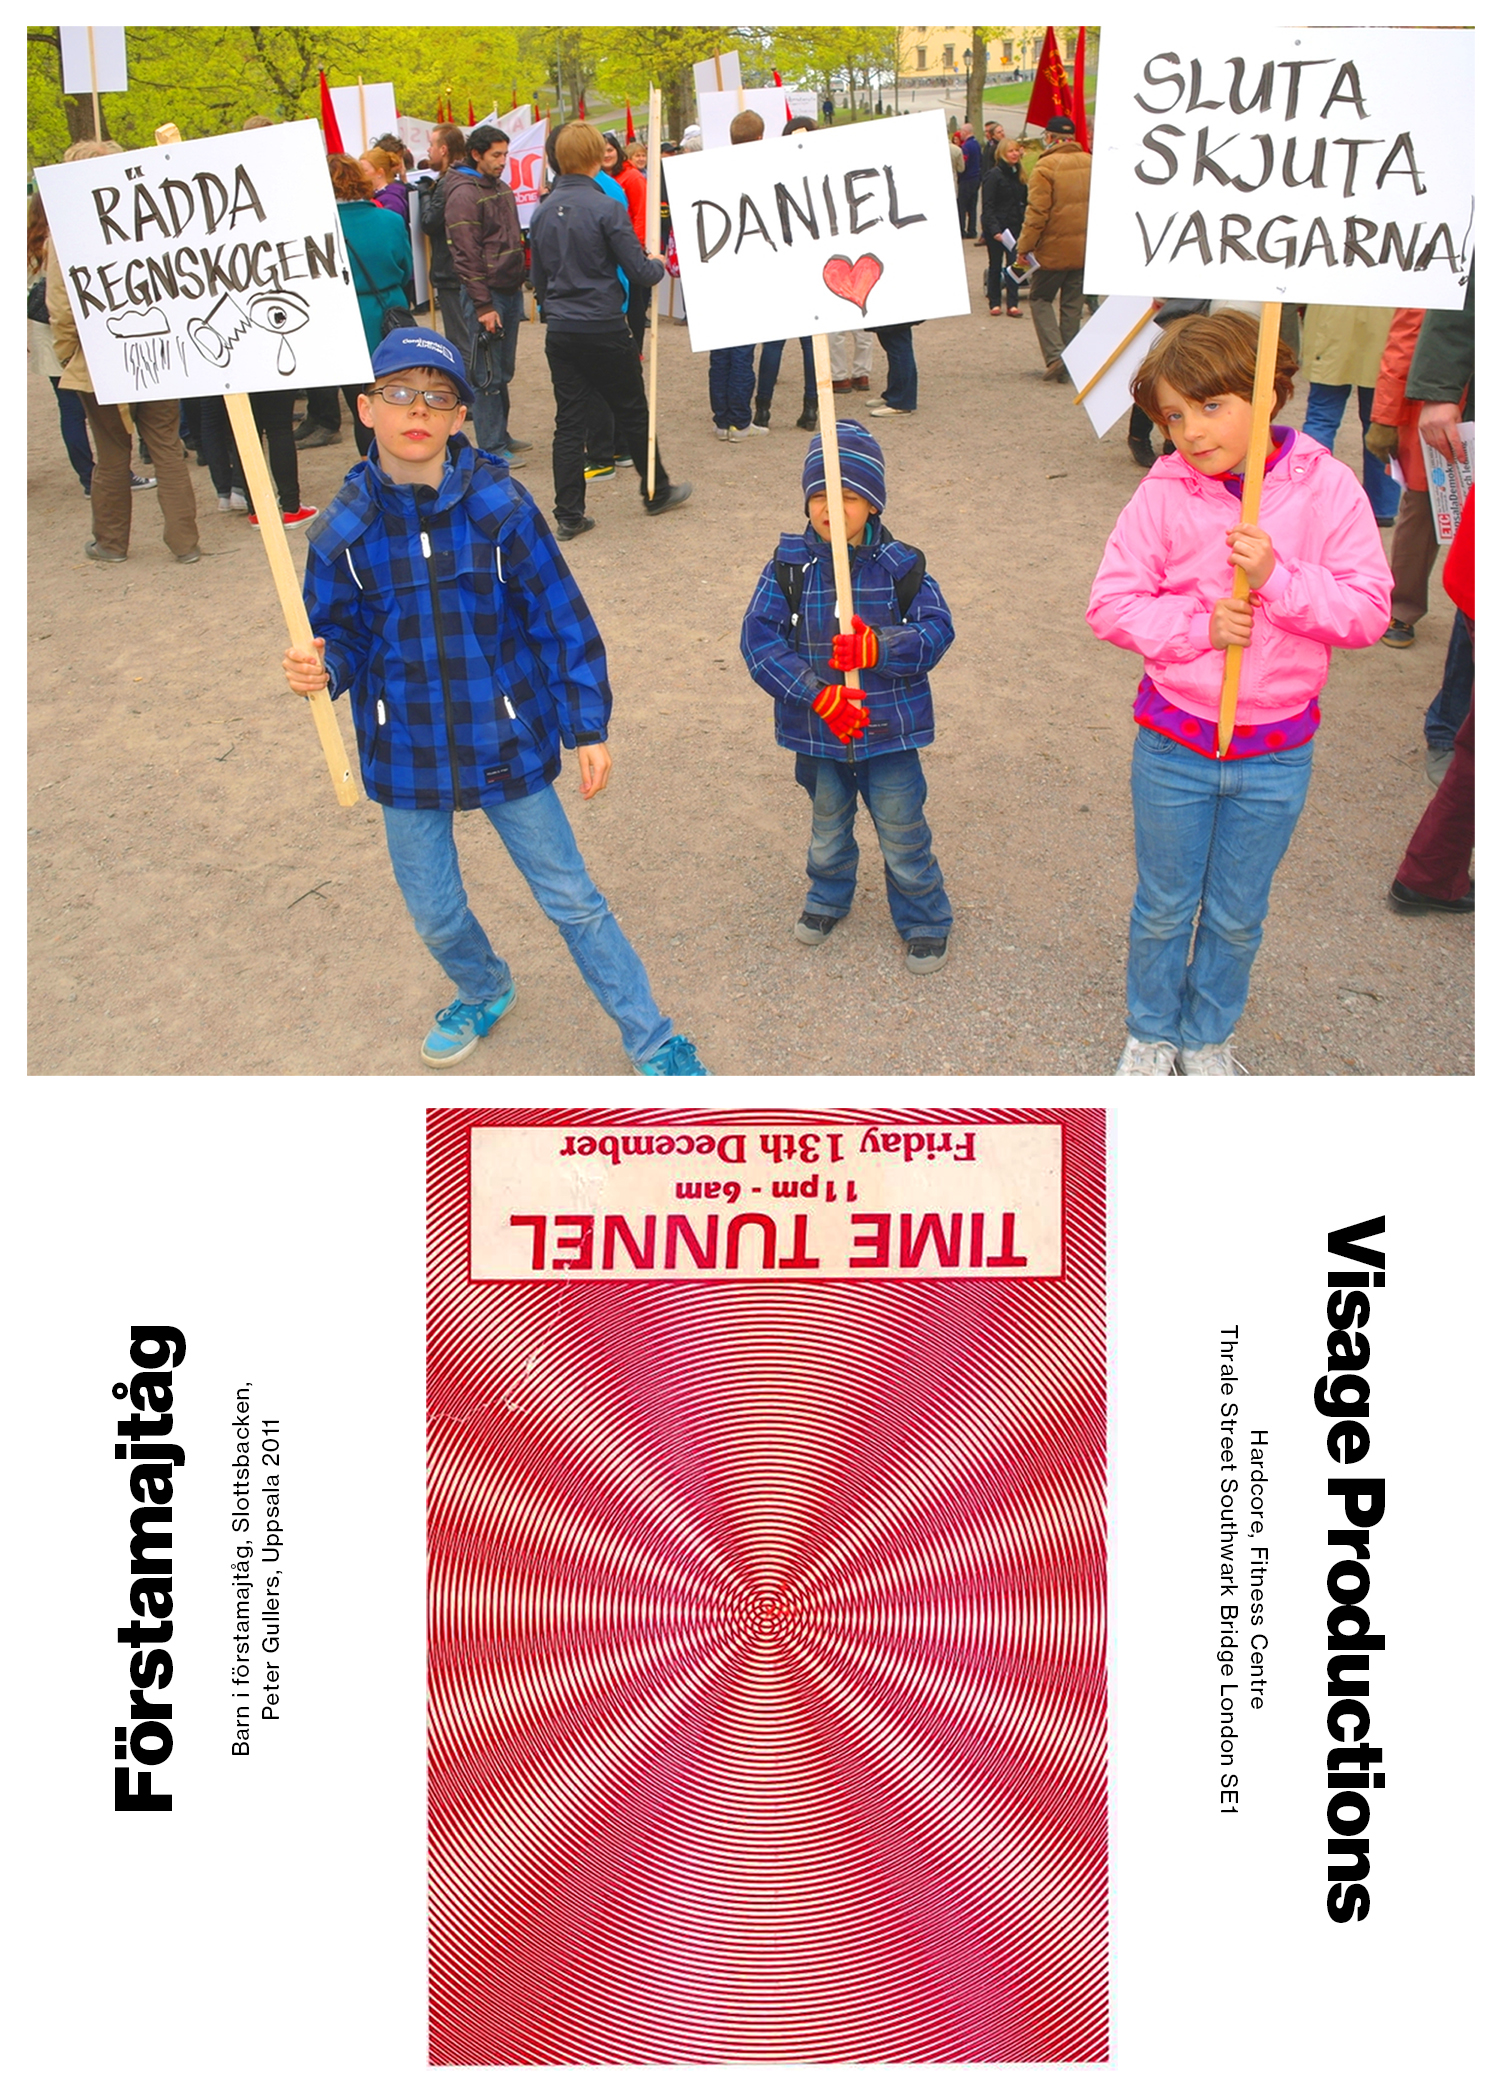 RÄDDA
REGNSKOGEN!
DANIEL
SLUTA
SKJUTA
VARGARNA!
ETC
TIME TUNNEL
11pm - 6am
Friday 13th December
Förstamajtåg
Barn i förstamajtåg, Slottsbacken,
Peter Gullers, Uppsala 2011
Visage Productions
Hardcore, Fitness Centre
Thrale Street Southwark Bridge London SE1